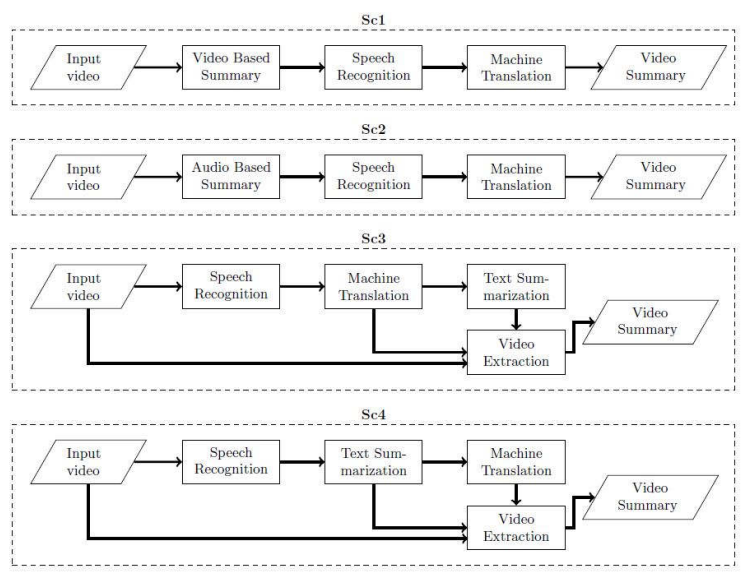 Sc1
Input
video
Video Based
Summary
Speech
Recognition
Machine
Translation
Video
Summary
Sc2
Input
video
Audio Based
Summary
Speech
Recognition
Machine
Translation
Video
Summary
Sc3
Input
video
Speech
Recognition
Machine
Translation
Text Sum-
marization
Video
Extraction
Video
Summary
Sc4
Input
video
Speech
Recognition
Text Sum-
marization
Machine
Translation
Video
Extraction
Video
Summary